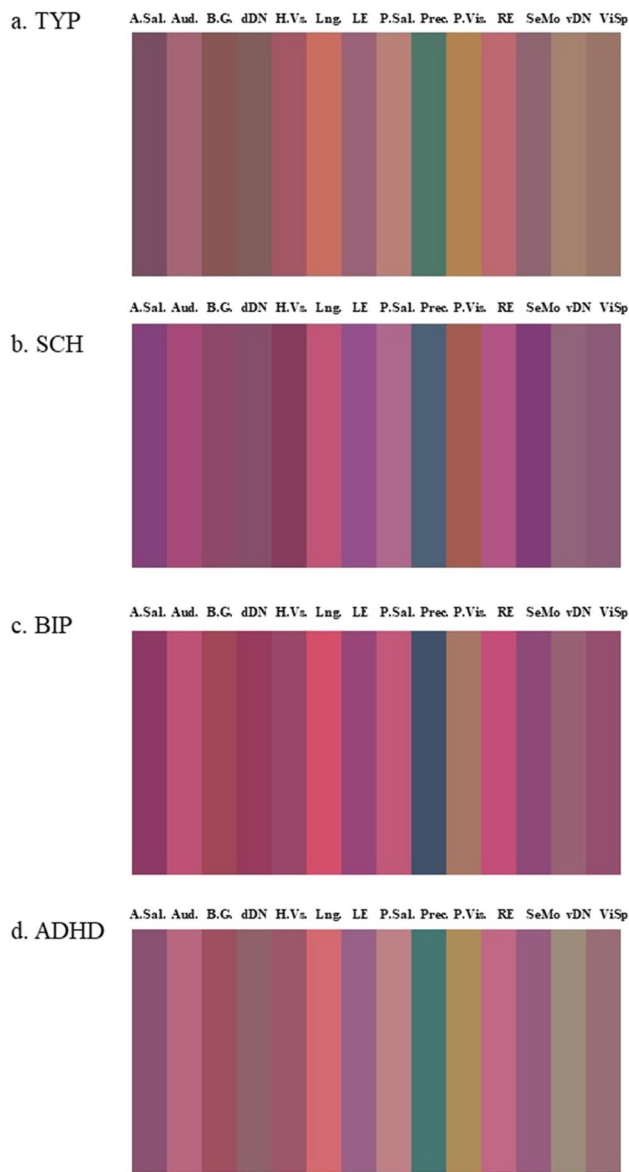 a. TYP
A.Sal. Aud. B.G. dDN H.Vs. Lng. LE P.Sal. Prec. P.Vis. RE SeMo vDN ViSp
b. SCH
A.Sal. Aud. B.G. dDN H.Vs. Lng. LE P.Sal. Prec. P.Vis. RE SeMo vDN ViSp
c. BIP
A.Sal. Aud. B.G. dDN H.Vs. Lng. LE P.Sal. Prec. P.Vis. RE SeMo vDN ViSp
d. ADHD
A.Sal. Aud. B.G. dDN H.Vs. Lng. LE P.Sal. Prec. P.Vis. RE SeMo vDN ViSp